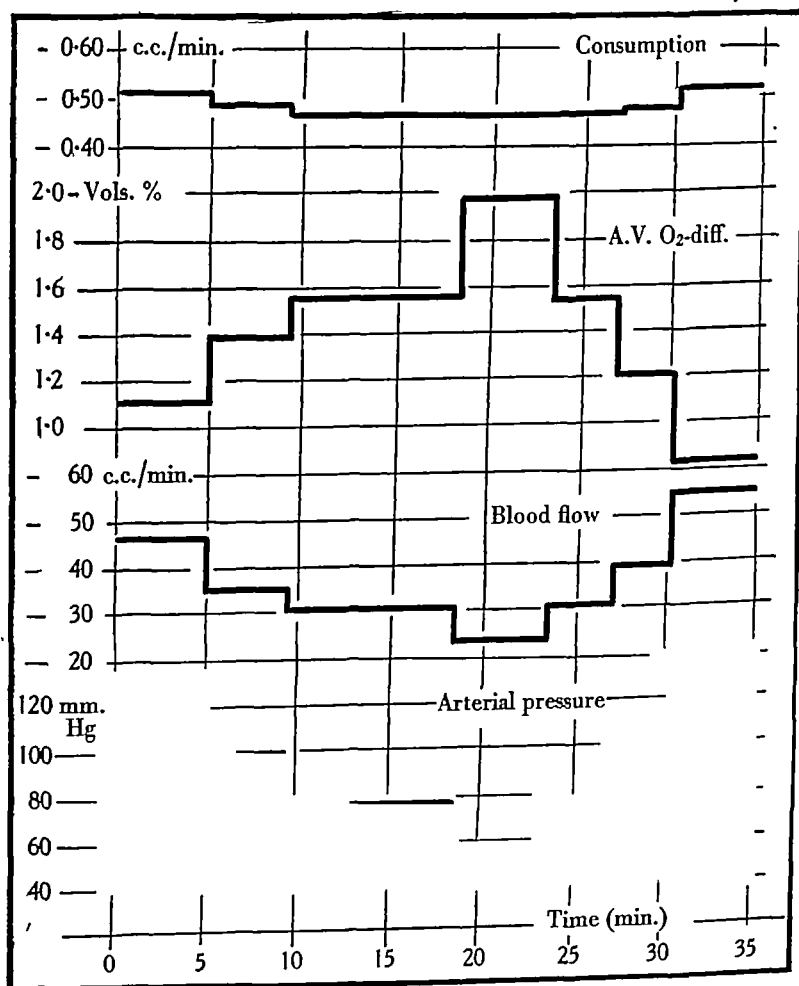 0·60 c.c./min. Consumption
0·50
0·40
2·0 Vols. %
1·8 A.V. O₂-diff.
1·6
1·4
1·2
1·0
60 c.c./min.
50 Blood flow
40
30
20
120 mm. Hg Arterial pressure
100
80
60
40
Time (min.)
0 5 10 15 20 25 30 35